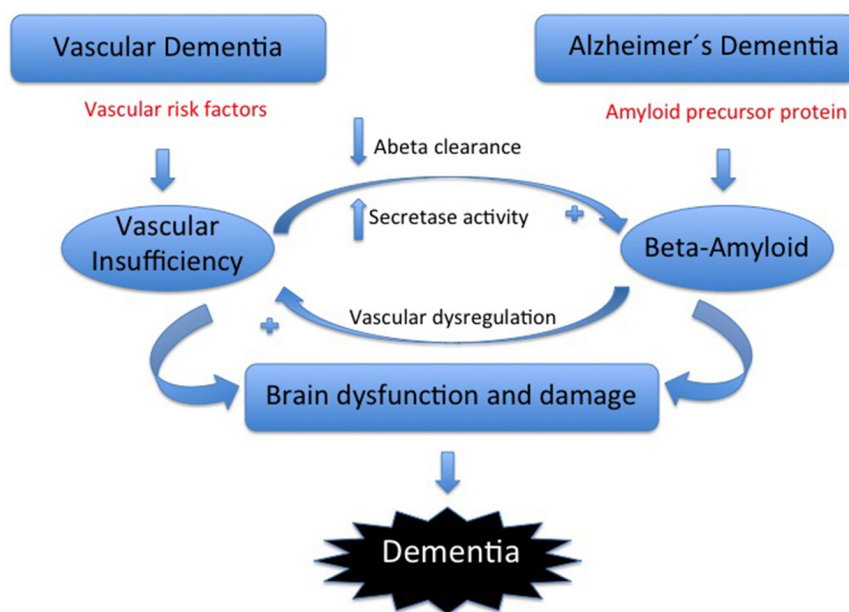 Vascular Dementia
Alzheimer´s Dementia
Vascular risk factors
Amyloid precursor protein
Abeta clearance
Secretase activity
Vascular
Insufficiency
Beta-Amyloid
Vascular dysregulation
Brain dysfunction and damage
Dementia